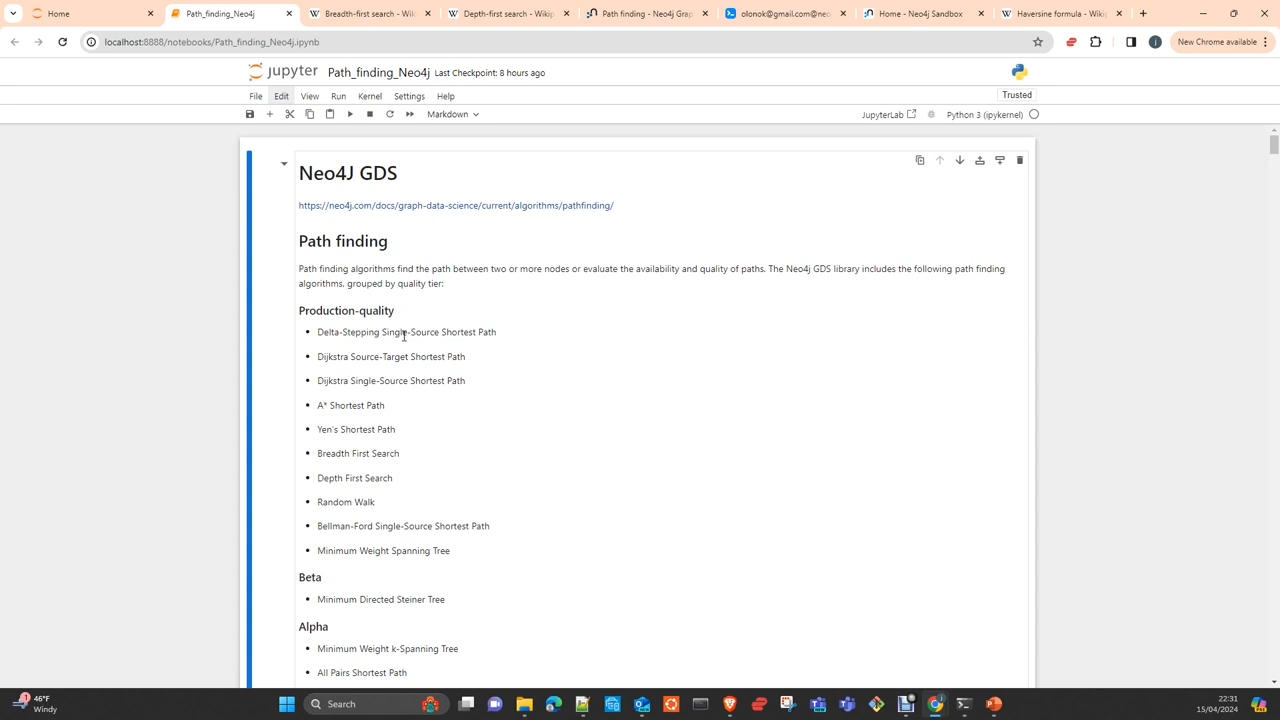 Home
Path_finding_Neo4j
Breadth-first search - Wiki
Depth-first search - Wikip
Path finding - Neo4j Grap
olonok@gmail.com@neo
Home - Neo4j Sandbox
Haversine formula - Wikip
localhost:8888/notebooks/Path_finding_Neo4j.ipynb
New Chrome available
jupyter Path_finding_Neo4j Last Checkpoint: 8 hours ago
File Edit View Run Kernel Settings Help
Trusted
Markdown
JupyterLab
Python 3 (ipykernel)
Neo4J GDS
https://neo4j.com/docs/graph-data-science/current/algorithms/pathfinding/
Path finding
Path finding algorithms find the path between two or more nodes or evaluate the availability and quality of paths. The Neo4j GDS library includes the following path finding
algorithms, grouped by quality tier:
Production-quality
• Delta-Stepping Single-Source Shortest Path
• Dijkstra Source-Target Shortest Path
• Dijkstra Single-Source Shortest Path
• A* Shortest Path
• Yen's Shortest Path
• Breadth First Search
• Depth First Search
• Random Walk
• Bellman-Ford Single-Source Shortest Path
• Minimum Weight Spanning Tree
Beta
• Minimum Directed Steiner Tree
Alpha
• Minimum Weight k-Spanning Tree
• All Pairs Shortest Path
1
46°F
Windy
Search
22:31
15/04/2024